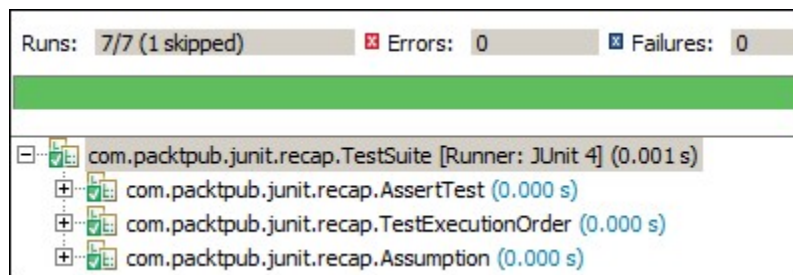 Runs: 7/7 (1 skipped) Errors: 0 Failures: 0
com.packtpub.junit.recap.TestSuite [Runner: JUnit 4] (0.001 s)
com.packtpub.junit.recap.AssertTest (0.000 s)
com.packtpub.junit.recap.TestExecutionOrder (0.000 s)
com.packtpub.junit.recap.Assumption (0.000 s)